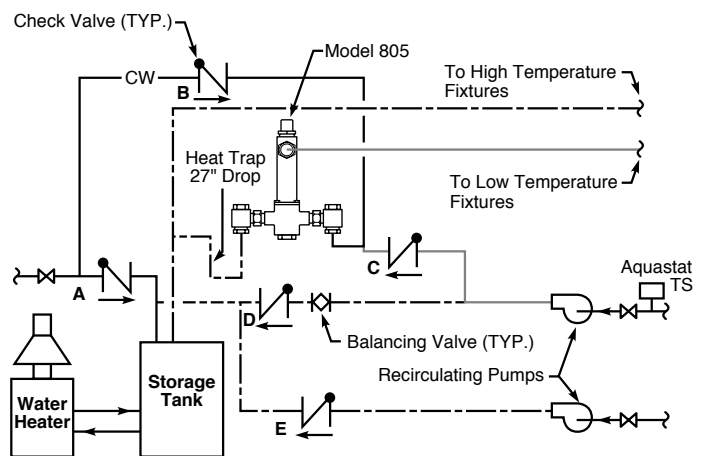 Check Valve (TYP.)
Model 805
CW
B
To High Temperature
Fixtures
Heat Trap
27" Drop
To Low Temperature
Fixtures
C
Aquastat
TS
A
D
Balancing Valve (TYP.)
Recirculating Pumps
Storage
Tank
Water
Heater
E